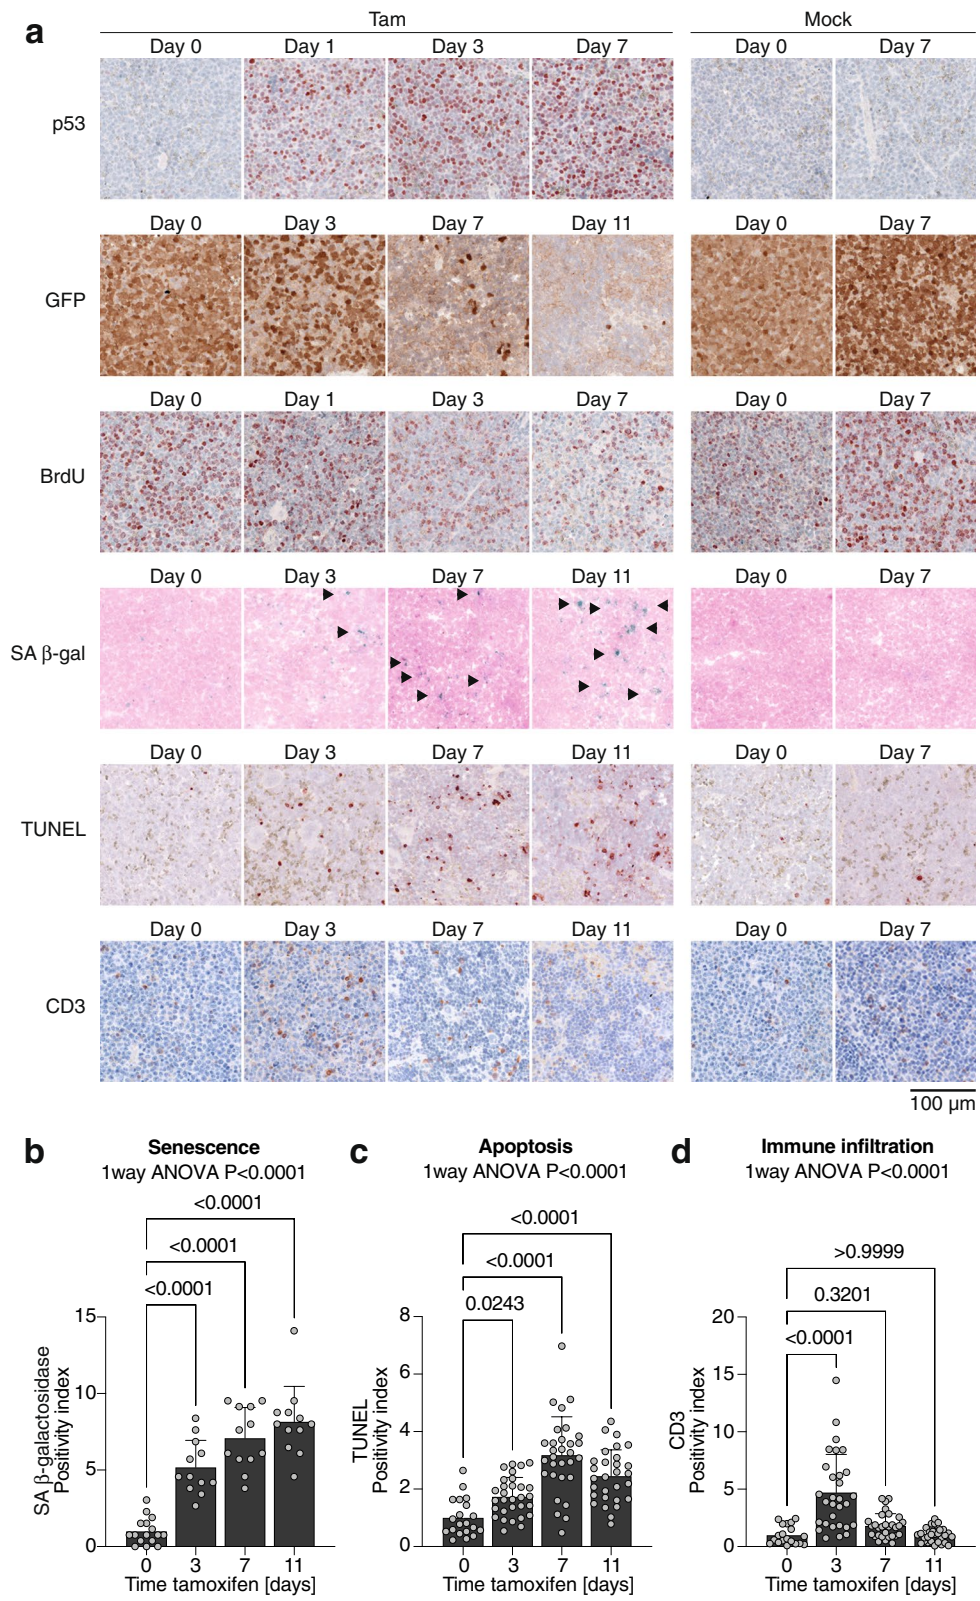 a
Tam Mock
Day 0 Day 1 Day 3 Day 7 Day 0 Day 7
p53
Day 0 Day 3 Day 7 Day 11 Day 0 Day 7
GFP
Day 0 Day 1 Day 3 Day 7 Day 0 Day 7
BrdU
Day 0 Day 3 Day 7 Day 11 Day 0 Day 7
SA β-gal
Day 0 Day 3 Day 7 Day 11 Day 0 Day 7
TUNEL
Day 0 Day 3 Day 7 Day 11 Day 0 Day 7
CD3
100 µm
b
Senescence
1way ANOVA P<0.0001
<0.0001
<0.0001
<0.0001
15
10
5
0
SA β-galactosidase
Positivity index
0 3 7 11
Time tamoxifen [days]
c
Apoptosis
1way ANOVA P<0.0001
<0.0001
<0.0001
0.0243
8
6
4
2
0
TUNEL
Positivity index
0 3 7 11
Time tamoxifen [days]
d
Immune infiltration
1way ANOVA P<0.0001
>0.9999
0.3201
<0.0001
20
15
10
5
0
CD3
Positivity index
0 3 7 11
Time tamoxifen [days]